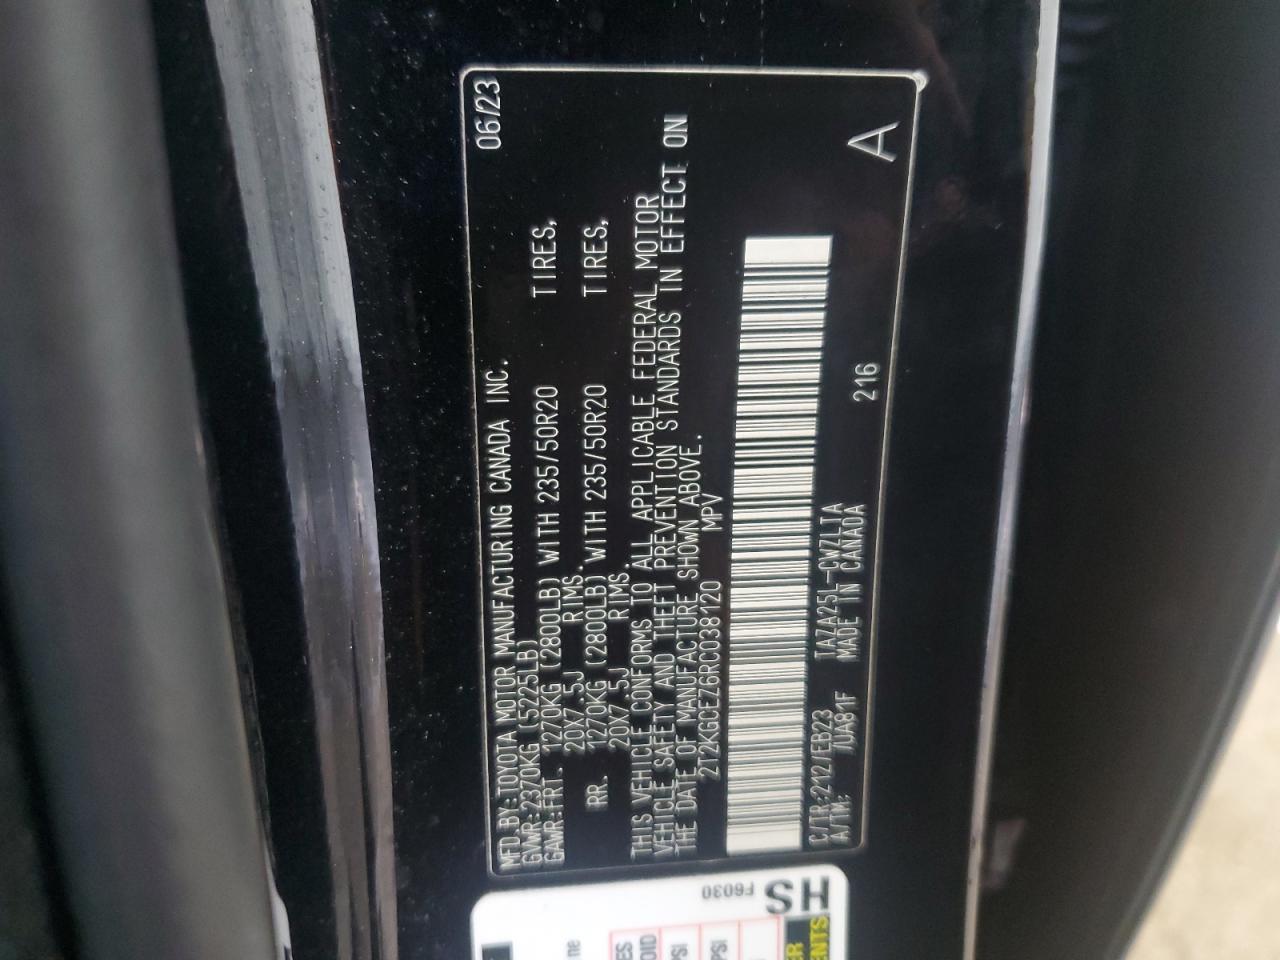 MFD.BY:TOYOTA MOTOR MANUFACTURING CANADA INC. 06/23
GVWR:2370KG (5225LB)
GAWR:FRT. 1270KG (2800LB) WITH 235/50R20 TIRES,
20X7.5J RIMS.
RR. 1270KG (2800LB) WITH 235/50R20 TIRES,
20X7.5J RIMS.
THIS VEHICLE CONFORMS TO ALL APPLICABLE FEDERAL MOTOR
VEHICLE SAFETY AND THEFT PREVENTION STANDARDS IN EFFECT ON
THE DATE OF MANUFACTURE SHOWN ABOVE.
2T2KGCEZ6RC038120 MPV
C/TR:212/EB23 TAZA25L-CWZLTA 216
A/TM: /UA81F MADE IN CANADA
A
F6030
HS